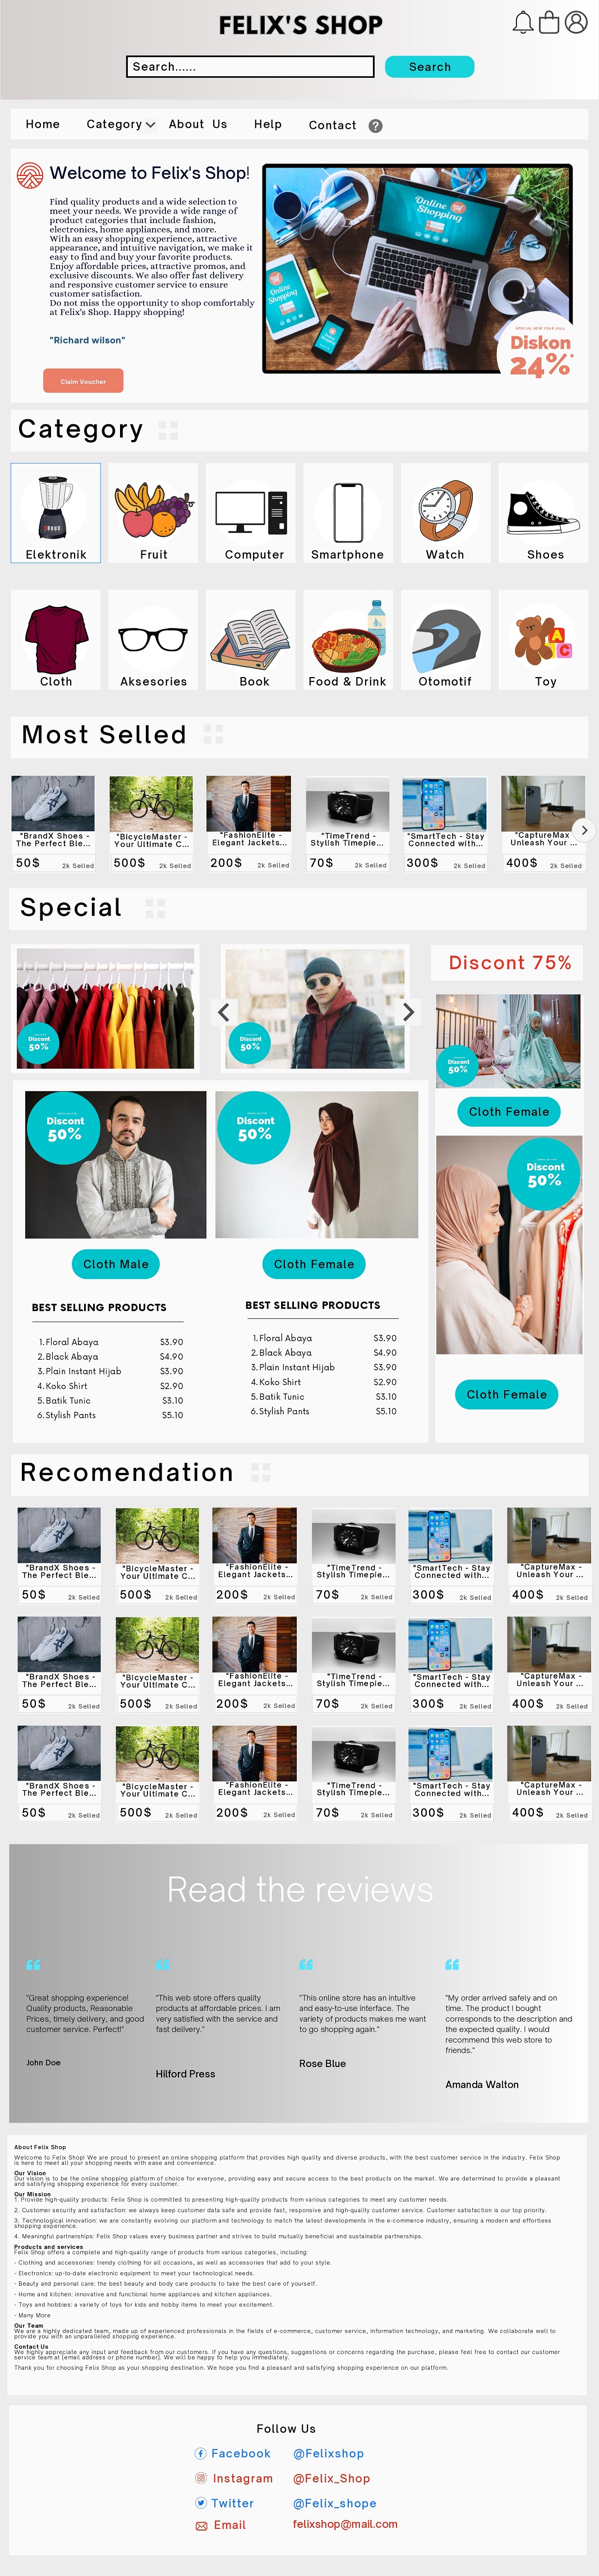 FELIX'S SHOP
Search......
Search
Home
Category
About Us
Help
Contact
?
Welcome to Felix's Shop!
Find quality products and a wide selection to
meet your needs. We provide a wide range of
product categories that include fashion,
electronics, home appliances, and more.
With an easy shopping experience, attractive
appearance, and intuitive navigation, we make it
easy to find and buy your favorite products.
Enjoy affordable prices, attractive promos, and
exclusive discounts. We also offer fast delivery
and responsive customer service to ensure
customer satisfaction.
Do not miss the opportunity to shop comfortably
at Felix's Shop. Happy shopping!
"Richard wilson"
Claim Voucher
Online
Shopping
Online
Shopping
Online
Shopping
SPECIAL NEW YEAR 2024
Diskon
24%*
Category
Elektronik
Fruit
Computer
Smartphone
Watch
Shoes
Cloth
Aksesories
Book
Food & Drink
Otomotif
A
C
Toy
Most Selled
"BrandX Shoes -
The Perfect Ble...
50$
2k Selled
"BicycleMaster -
Your Ultimate C...
500$
2k Selled
"FashionElite -
Elegant Jackets...
200$
2k Selled
"TimeTrend -
Stylish Timepie...
70$
2k Selled
"SmartTech - Stay
Connected with...
300$
2k Selled
"CaptureMax
Unleash Your ...
400$
2k Selled
Special
Discont
50%
Discont
50%
Discont 75%
Discont
50%
Cloth Female
Discont
50%
Discont
50%
Discont
50%
Cloth Male
Cloth Female
BEST SELLING PRODUCTS
1. Floral Abaya $3.90
2. Black Abaya $4.90
3. Plain Instant Hijab $3.90
4. Koko Shirt $2.90
5. Batik Tunic $3.10
6. Stylish Pants $5.10
BEST SELLING PRODUCTS
1. Floral Abaya $3.90
2. Black Abaya $4.90
3. Plain Instant Hijab $3.90
4. Koko Shirt $2.90
5. Batik Tunic $3.10
6. Stylish Pants $5.10
Cloth Female
Recomendation
"BrandX Shoes -
The Perfect Ble...
50$
2k Selled
"BicycleMaster -
Your Ultimate C...
500$
2k Selled
"FashionElite -
Elegant Jackets...
200$
2k Selled
"TimeTrend -
Stylish Timepie...
70$
2k Selled
"SmartTech - Stay
Connected with...
300$
2k Selled
"CaptureMax -
Unleash Your ...
400$
2k Selled
"BrandX Shoes -
The Perfect Ble...
50$
2k Selled
"BicycleMaster -
Your Ultimate C...
500$
2k Selled
"FashionElite -
Elegant Jackets...
200$
2k Selled
"TimeTrend -
Stylish Timepie...
70$
2k Selled
"SmartTech - Stay
Connected with...
300$
2k Selled
"CaptureMax -
Unleash Your ...
400$
2k Selled
"BrandX Shoes -
The Perfect Ble...
50$
2k Selled
"BicycleMaster -
Your Ultimate C...
500$
2k Selled
"FashionElite -
Elegant Jackets...
200$
2k Selled
"TimeTrend -
Stylish Timepie...
70$
2k Selled
"SmartTech - Stay
Connected with...
300$
2k Selled
"CaptureMax -
Unleash Your ...
400$
2k Selled
Read the reviews
"Great shopping experience!
Quality products, Reasonable
Prices, timely delivery, and good
customer service. Perfect!"
John Doe
"This web store offers quality
products at affordable prices. I am
very satisfied with the service and
fast delivery."
Hilford Press
"This online store has an intuitive
and easy-to-use interface. The
variety of products makes me want
to go shopping again."
Rose Blue
"My order arrived safely and on
time. The product I bought
corresponds to the description and
the expected quality. I would
recommend this web store to
friends."
Amanda Walton
About Felix Shop
Welcome to Felix Shop! We are proud to present an online shopping platform that provides high quality and diverse products, with the best customer service in the industry. Felix Shop
is here to meet all your shopping needs with ease and convenience.
Our Vision
Our vision is to be the online shopping platform of choice for everyone, providing easy and secure access to the best products on the market. We are determined to provide a pleasant
and satisfying shopping experience for every customer.
Our Mission
1. Provide high-quality products: Felix Shop is committed to presenting high-quality products from various categories to meet any customer needs.
2. Customer security and satisfaction: we always keep customer data safe and provide fast, responsive and high-quality customer service. Customer satisfaction is our top priority.
3. Technological innovation: we are constantly evolving our platform and technology to match the latest developments in the e-commerce industry, ensuring a modern and effortless
shopping experience.
4. Meaningful partnerships: Felix Shop values every business partner and strives to build mutually beneficial and sustainable partnerships.
Products and services
Felix Shop offers a complete and high-quality range of products from various categories, including:
- Clothing and accessories: trendy clothing for all occasions, as well as accessories that add to your style.
- Electronics: up-to-date electronic equipment to meet your technological needs.
- Beauty and personal care: the best beauty and body care products to take the best care of yourself.
- Home and kitchen: innovative and functional home appliances and kitchen appliances.
- Toys and hobbies: a variety of toys for kids and hobby items to meet your excitement.
- Many More
Our Team
We are a highly dedicated team, made up of experienced professionals in the fields of e-commerce, customer service, information technology, and marketing. We collaborate well to
provide you with an unparalleled shopping experience.
Contact Us
We highly appreciate any input and feedback from our customers. If you have any questions, suggestions or concerns regarding the purchase, please feel free to contact our customer
service team at [email address or phone number]. We will be happy to help you immediately.
Thank you for choosing Felix Shop as your shopping destination. We hope you find a pleasant and satisfying shopping experience on our platform.
Follow Us
Facebook @Felixshop
Instagram @Felix_Shop
Twitter @Felix_shope
Email felixshop@mail.com